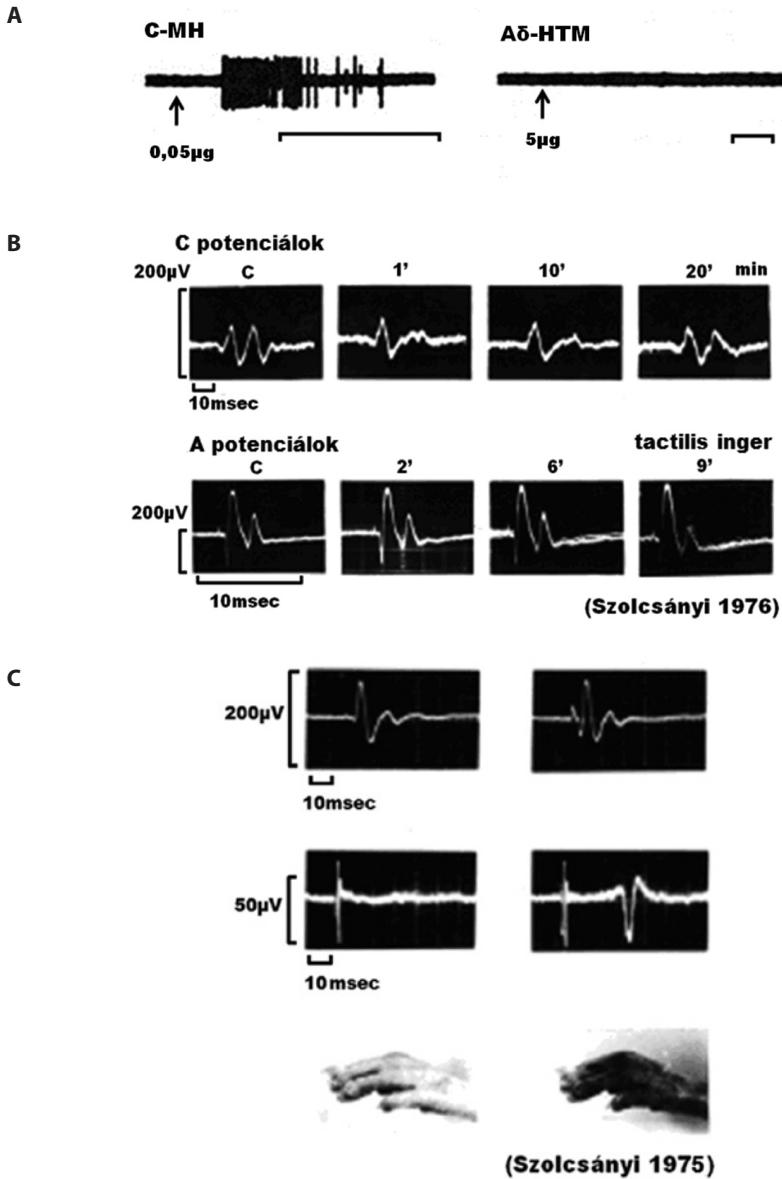 A
C-MH
Aδ-HTM
0,05µg
5µg
B
C potenciálok
200µV
C
1’
10’
20’
min
10msec
A potenciálok
tactilis inger
C
2’
6’
9’
200µV
10msec
(Szolcsányi 1976)
C
200µV
10msec
50µV
10msec
(Szolcsányi 1975)